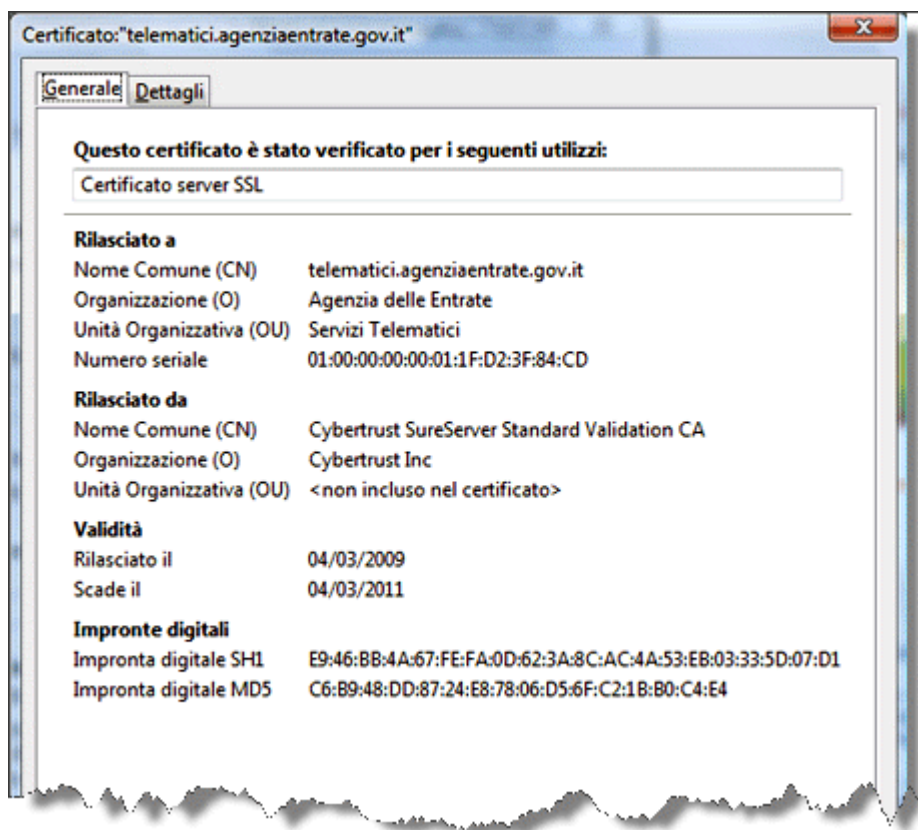 Certificato:"telematici.agenziaentrate.gov.it"
Generale Dettagli
Questo certificato è stato verificato per i seguenti utilizzi:
Certificato server SSL
Rilasciato a
Nome Comune (CN) telematici.agenziaentrate.gov.it
Organizzazione (O) Agenzia delle Entrate
Unità Organizzativa (OU) Servizi Telematici
Numero seriale 01:00:00:00:00:01:1F:D2:3F:84:CD
Rilasciato da
Nome Comune (CN) Cybertrust SureServer Standard Validation CA
Organizzazione (O) Cybertrust Inc
Unità Organizzativa (OU) <non incluso nel certificato>
Validità
Rilasciato il 04/03/2009
Scade il 04/03/2011
Impronte digitali
Impronta digitale SH1 E9:46:BB:4A:67:FE:FA:0D:62:3A:8C:AC:4A:53:EB:03:33:5D:07:D1
Impronta digitale MD5 C6:B9:48:DD:87:24:E8:78:06:D5:6F:C2:1B:B0:C4:E4